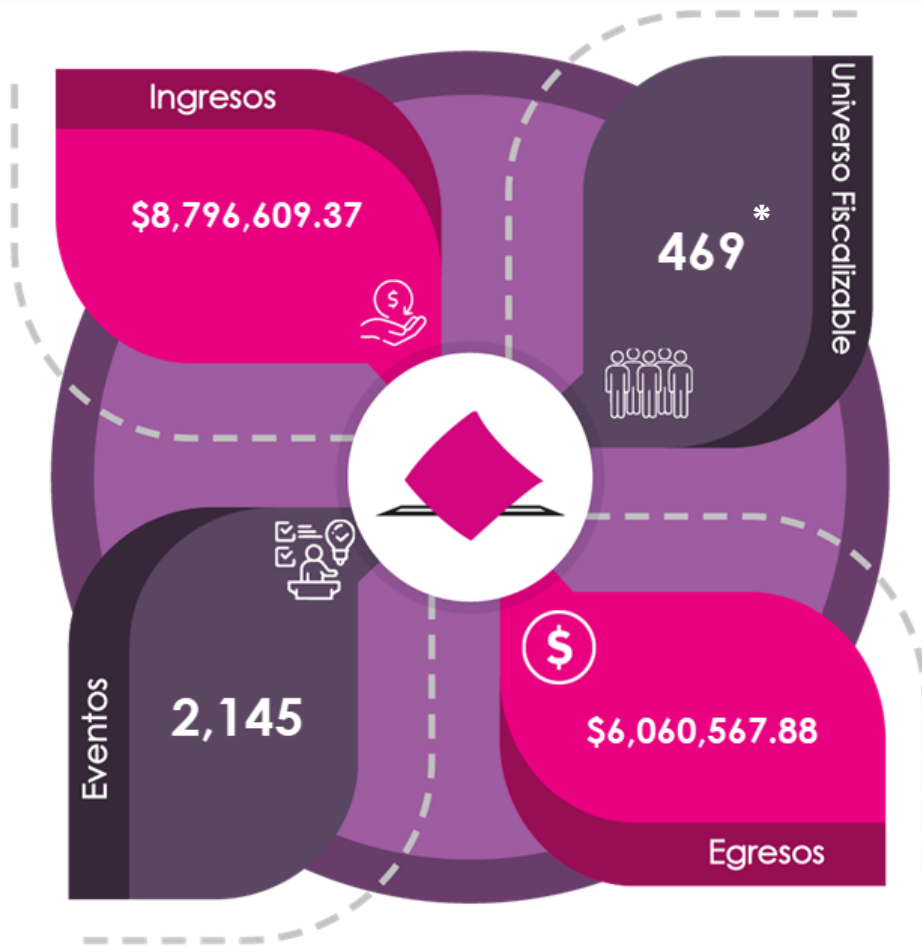 Ingresos
$8,796,609.37
$
Universo Fiscalizable
469*
Eventos
2,145
$
$6,060,567.88
Egresos